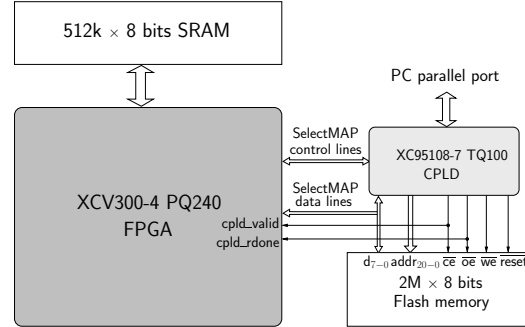 512k × 8 bits SRAM
PC parallel port
SelectMAP
control lines
XC95108-7 TQ100
CPLD
XCV300-4 PQ240
FPGA
SelectMAP
data lines
cpld_valid
cpld_rdone
d7−0 addr20−0 ce oe we reset
2M × 8 bits
Flash memory